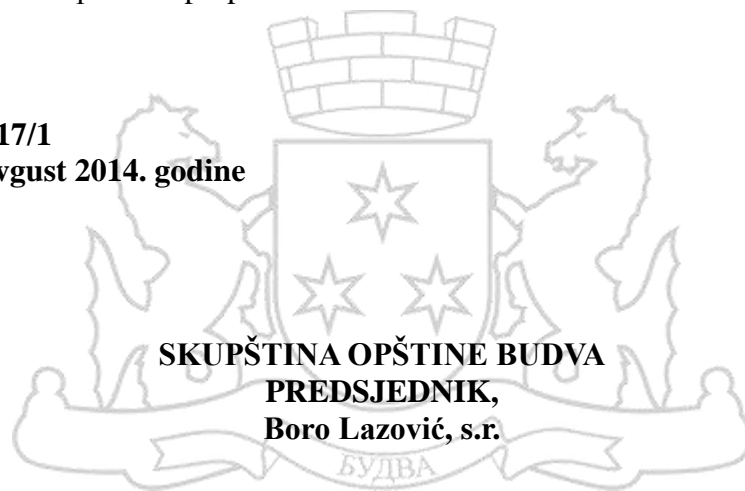 17/1
vgust 2014. godine
SKUPŠTINA OPŠTINE BUDVA
PREDSJEDNIK,
Boro Lazović, s.r.
БУДВА